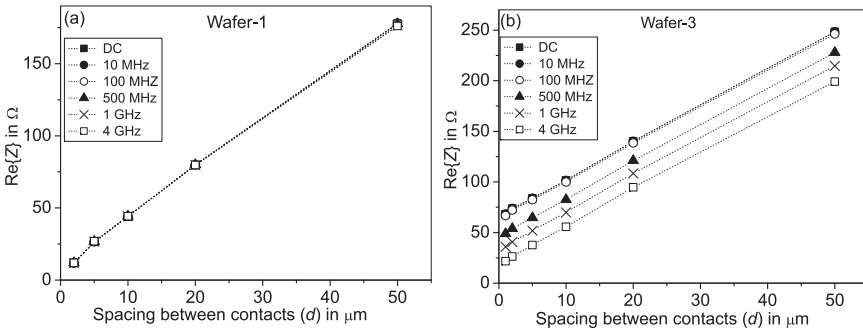 (a)
Wafer-1
DC
10 MHz
100 MHZ
500 MHz
1 GHz
4 GHz
Re{Z} in Ω
150
100
50
0
0 10 20 30 40 50
Spacing between contacts (d) in μm
(b)
Wafer-3
DC
10 MHz
100 MHZ
500 MHz
1 GHz
4 GHz
Re{Z} in Ω
250
200
150
100
50
0
0 10 20 30 40 50
Spacing between contacts (d) in μm